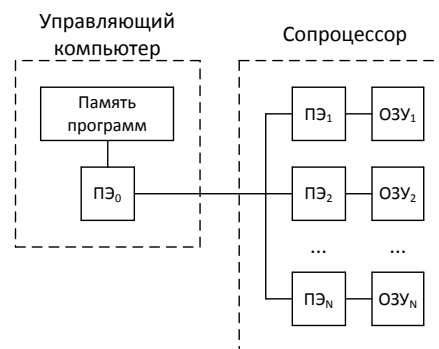 Управляющий
компьютер
Сопроцессор
Память
программ
ПЭ₀
ПЭ₁
ОЗУ₁
ПЭ₂
ОЗУ₂
...
...
ПЭN
ОЗУN